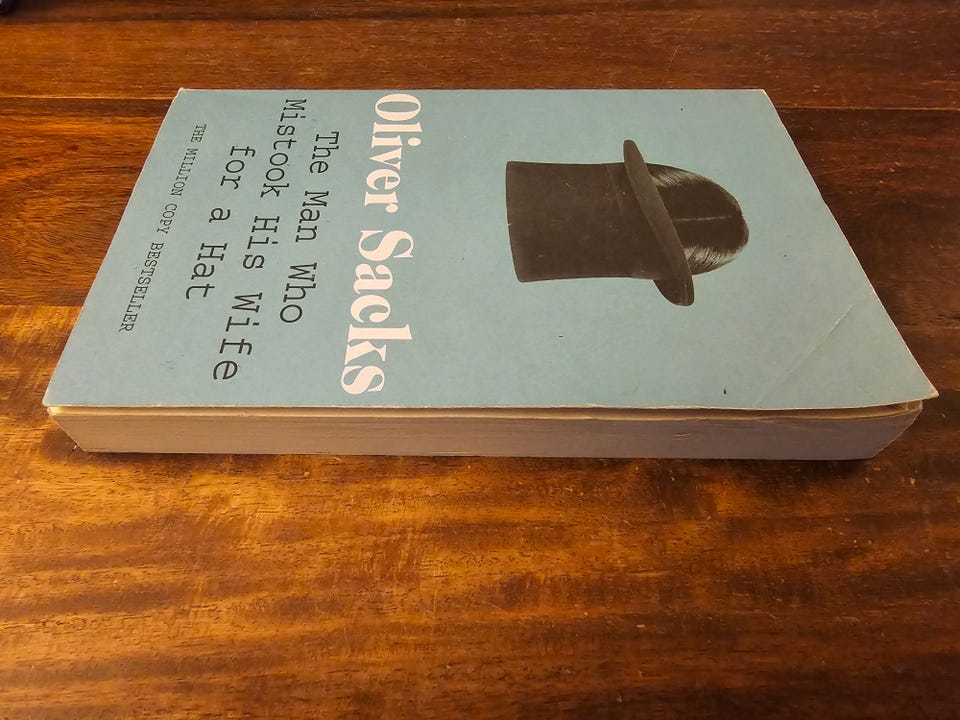 Oliver Sacks
The Man Who
Mistook His Wife
for a Hat
THE MILLION COPY BESTSELLER